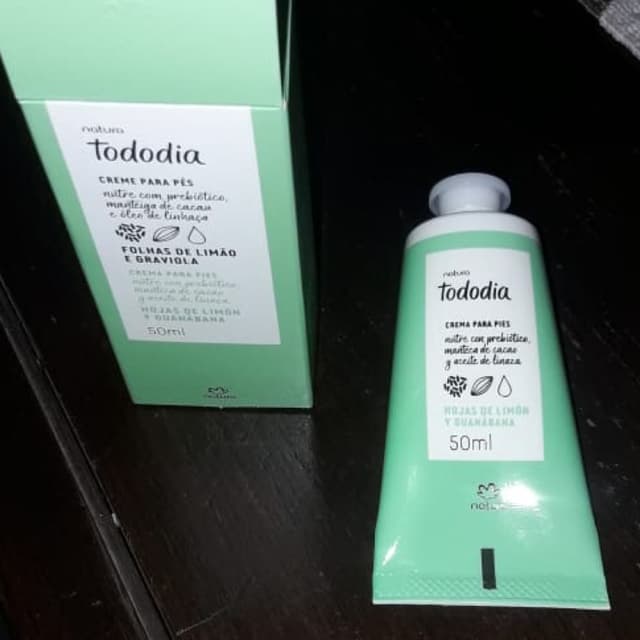 natura
tododia
CREME PARA PÉS
nutre com prebiótico,
manteiga de cacau
e óleo de linhaça
FOLHAS DE LIMÃO
E GRAVIOLA
CREMA PARA PIES
nutre con prebiótico,
manteca de cacao
y aceite de linaza
HOJAS DE LIMÓN
Y GUANÁBANA
50ml
natura
natura
tododia
CREMA PARA PIES
nutre con prebiótico,
manteca de cacao
y aceite de linaza
HOJAS DE LIMÓN
Y GUANÁBANA
50ml
natura